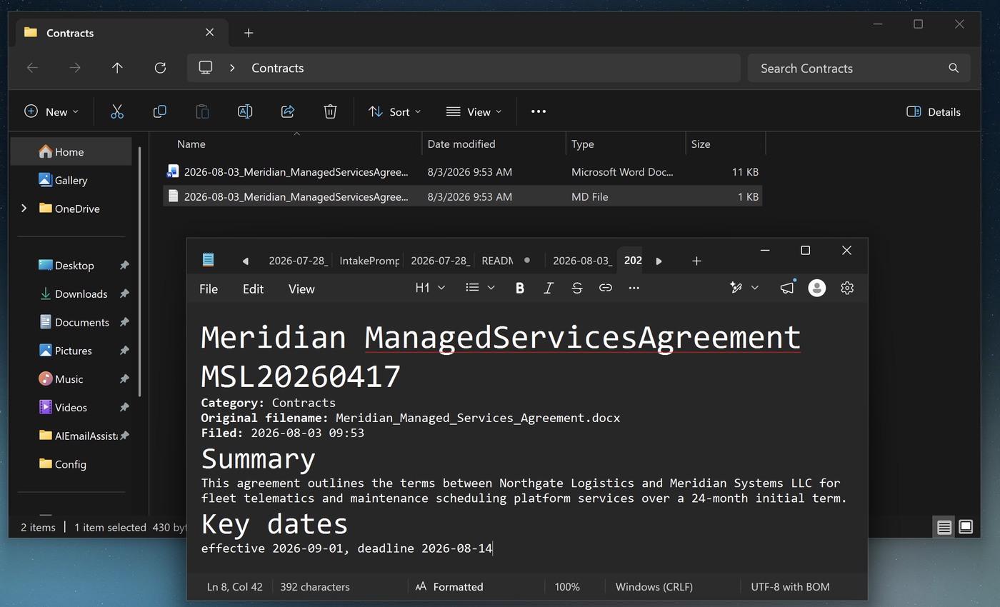 Contracts
Contracts
Search Contracts
New
Sort
View
Details
Home
Gallery
OneDrive
Desktop
Downloads
Documents
Pictures
Music
Videos
AIEmailAssista
Config
Name Date modified Type Size
2026-08-03_Meridian_ManagedServicesAgree... 8/3/2026 9:53 AM Microsoft Word Doc... 11 KB
2026-08-03_Meridian_ManagedServicesAgree... 8/3/2026 9:53 AM MD File 1 KB
2026-07-28_ IntakePromp 2026-07-28_ READM 2026-08-03_ 202
File Edit View H1 B I S
Meridian ManagedServicesAgreement
MSL20260417
Category: Contracts
Original filename: Meridian_Managed_Services_Agreement.docx
Filed: 2026-08-03 09:53
Summary
This agreement outlines the terms between Northgate Logistics and Meridian Systems LLC for
fleet telematics and maintenance scheduling platform services over a 24-month initial term.
Key dates
effective 2026-09-01, deadline 2026-08-14
Ln 8, Col 42 392 characters Formatted 100% Windows (CRLF) UTF-8 with BOM
2 items 1 item selected 430 byt